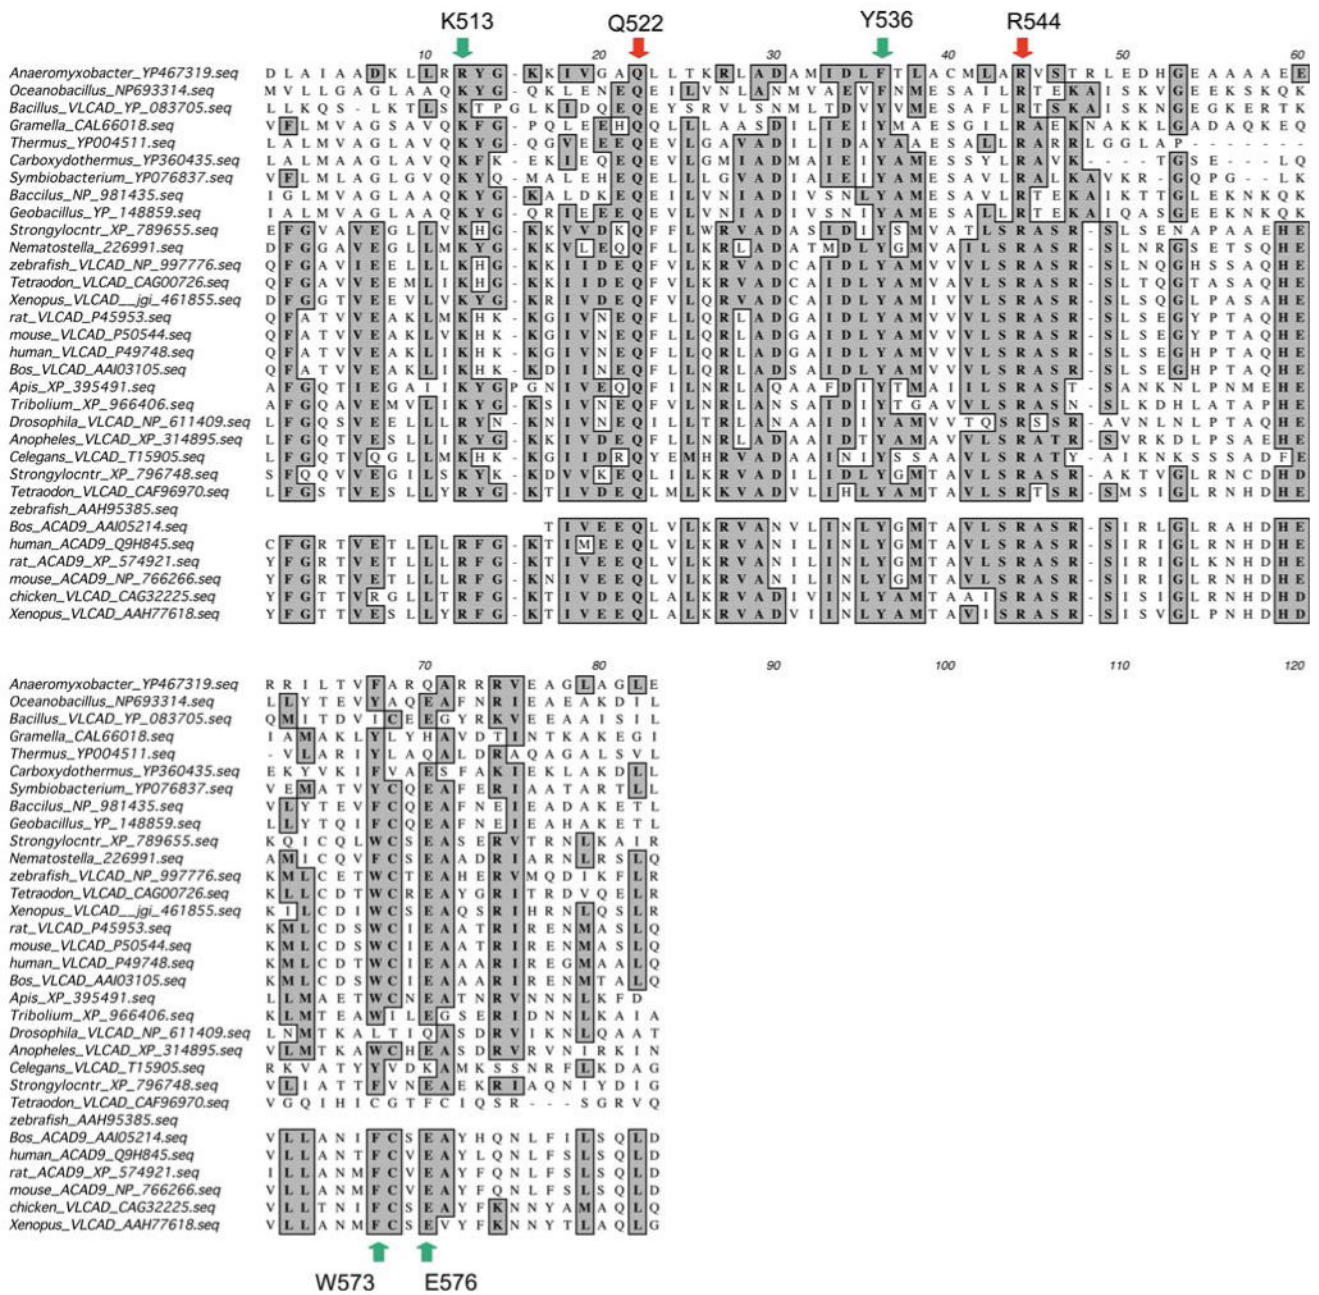 K513 Q522 Y536 R544
10 20 30 40 50 60
Anaeromyxobacter_YP467319.seq D L A I A A D K L R R R Y G - K K I V G A Q L L T K R L A D A M I D L F T L A C M L A R V S T R L E D H G E A A A A E E
Oceanobacillus_NP693314.seq M V L L G A G L A A Q K Y G - Q K L E N E Q E I L V N L A N M V A E V F N M E S A I L R T E K A I S K V G E E K S K Q K
Bacillus_VLCAD_YP_083705.seq L L K Q S - L K T L S K T P G L K I D Q E Q E Y S R V L S N M L T D V Y V M E S A F L R T S K A I S K N G E G K E R T K
Gramella_CAL66018.seq V F L M V A G S A V Q K F G - P Q L E E H Q Q L L L A A S D I L I E I Y M A E S G I L R A E K N A K K L G A D A Q K E Q
Thermus_YP004511.seq L A L M V A G L A V Q K Y G - Q G V E E E Q E V L G A V A D I L I D A Y A A E S A L L R A R R L G G L A P - - - - - - -
Carboxydothermus_YP360435.seq L A L M A A G L A V Q K F K - E K I E Q E Q E V L G M I A D M A I E I Y A M E S S Y L R A V K - - - - T G S E - - L Q
Symbiobacterium_YP076837.seq V F L M L A G L G V Q K Y Q - M A L E H E Q E L L G V A D I A I E I Y A M E S A V L R A L K A V K R - G Q P G - - L K
Baccilus_NP_981435.seq I G L M V A G L A A Q K Y G - K A L D K E Q E V L V N I A D I V S N L Y A M E S A V L R T E K A I K T T G L E K N K Q K
Geobacillus_YP_148859.seq I A L M V A G L A A Q K Y G - Q R I E E E Q E V L V N I A D I V S N I Y A M E S A L L R T E K A I Q A S G E E K N K Q K
Strongylocntr_XP_789655.seq E F G V A V E G L L V K H G - K K V V D K Q F F L W R V A D A S I D I Y S M V A T L S R A S R S L S E N A P A A E H E
Nematostella_226991.seq D F G G A V E G L L M K Y G - K K V L E Q Q F L L K R L A D A T M D L Y G M V A V L S R A S R - S L N R G S E T S Q H E
zebrafish_VLCAD_NP_997776.seq Q F G A V I E E L L L K H G - K K I I D E Q F V L K R V A D C A I D L Y A M V V V L S R A S R - S L N Q G H S S A Q H E
Tetraodon_VLCAD_CAG00726.seq Q F G A V V E E M L I K H G - K K I I D E Q F V L K R V A D C A I D L Y A M V V V L S R A S R - S L T Q G T A S A Q H E
Xenopus_VLCAD__jgi_461855.seq D F G G T V E E V L V K Y G - K R I V D E Q F V L K R V A D C A I D L Y A M I V V L S R A S R - S L S Q G L P A S A H E
rat_VLCAD_P45953.seq Q F A T V V E A K L M K H K - K G I V N E Q F L L Q R L A D G A I D L Y A M V V V L S R A S R - S L S E G Y P T A Q H E
mouse_VLCAD_P50544.seq Q F A T V V E A K L I K H K - K G I V N E Q F L L Q R L A D G A I D L Y A M V V V L S R A S R - S L S E G Y P T A Q H E
human_VLCAD_P49748.seq Q F A T V V E A K L I K H K - K G I V N E Q F L L Q R L A D G A I D L Y A M V V V L S R A S R - S L S E G H P T A Q H E
Bos_VLCAD_AAI03105.seq Q F A T V V E A K L I K H K - K D I I N E Q F L L Q R L A D S A I D L Y A M V V V L S R A S R - S L S E G H P T A Q H E
Apis_XP_395491.seq A F G Q T I E G A I I K Y G P G N I V E Q Q F I L N R L A Q A A F D I Y T M A I I L S R A S T - S A N K N L P N M E H E
Tribolium_XP_966406.seq A F G Q A V E M V L I K Y G - K S I V N E Q F V L N R L A N S A I D I Y T G A V V L S R A S N - S L K D H L A T A P H E
Drosophila_VLCAD_NP_611409.seq L F G Q S V E E L L L R Y N - K N I V N E Q I L L T R L A N A A I D I Y A M V V T Q S R S S R - A V N L N L P T A Q H E
Anopheles_VLCAD_XP_314895.seq L F G Q T V E S L L I K Y G - K K I V D E Q F L L N R L A D A A I D T Y A M A V V L S R A T R - S V R K D L P S A E H E
Celegans_VLCAD_T15905.seq L F G Q T V Q G L L M K H K - K G I I D R Q Y E M H R V A D A A I N I Y S S A A V L S R A T Y - A I K N K S S S A D F E
Strongylocntr_XP_796748.seq S F Q Q V V E G I L S K Y K - K D V V K E Q L I L K R V A D A I L D L Y G M T A V L S R A S R - A K T V G L R N C D H D
Tetraodon_VLCAD_CAF96970.seq L F G S T V E S L L Y R Y G - K T I V D E Q L M L K K V A D V L I H L Y A M T A V L S R T S R - S M S I G L R N H D H E
zebrafish_AAH95385.seq
Bos_ACAD9_AAI05214.seq T I V E E Q L V L K R V A N V L I N L Y G M T A V L S R A S R - S I R L G L R A H D H E
human_ACAD9_Q9H845.seq C F G R T V E T L L L R F G - K T I M E E Q L V L K R V A N I L I N L Y G M T A V L S R A S R - S I R I G L R N H D H E
rat_ACAD9_XP_574921.seq Y F G R T V E T L L L R F G - K T I V E E Q L V L K R V A N I L I N L Y G M T A V L S R A S R - S I R I G L R N H D H E
mouse_ACAD9_NP_766266.seq Y F G R T V E T L L L R F G - K N I V E E Q L V L K R V A N I L I N L Y G M T A V L S R A S R - S I R I G L K N H D H E
chicken_VLCAD_CAG32225.seq Y F G T T V R G L L T R F G - K T I V D E Q L A L K R V A D I V I N L Y A M T A A I S R A S R - S I S I G L R N H D H E
Xenopus_VLCAD_AAH77618.seq Y F G T T V E S L L Y R F G - K T I V E E Q L L L K R V A D V I I N L Y A M T A V I S R A S R - S I S V G L P N H D H D
70 80 90 100 110 120
Anaeromyxobacter_YP467319.seq R R I L T V F A R Q A R R R V E A G L A G L E
Oceanobacillus_NP693314.seq L L Y T E V Y A Q E A F N R I E A E A K D I L
Bacillus_VLCAD_YP_083705.seq Q M I T D V I C E E G Y R K V E E A A I S I L
Gramella_CAL66018.seq I A M A K L Y L Y H A V D T I N T K A K E G I
Thermus_YP004511.seq - V L A R I Y L A Q A L D R A Q A G A L S V L
Carboxydothermus_YP360435.seq E K Y V K I F V A E S F A K I E K L A K D L L
Symbiobacterium_YP076837.seq V E M A T V Y C Q E A F E R I A A T A R T L L
Baccilus_NP_981435.seq V L Y T E V F C Q E A F N E I E A D A K E T L
Geobacillus_YP_148859.seq L L Y T Q I F C Q E A F N E I E A H A K E T L
Strongylocntr_XP_789655.seq K Q I C Q L W C S E A S E R V T R N L K A I R
Nematostella_226991.seq A M I C Q V F C S E A A D R I A R N L R S L Q
zebrafish_VLCAD_NP_997776.seq K M L C E T W C T E A H E R V M Q D I K F L R
Tetraodon_VLCAD_CAG00726.seq K L L C D T W C R E A Y G R I T R D V Q E L R
Xenopus_VLCAD__jgi_461855.seq K I L C D I W C S E A Q S R I H R N L Q S L R
rat_VLCAD_P45953.seq K M L C D S W C I E A A T R I R E N M A S L Q
mouse_VLCAD_P50544.seq K M L C D S W C I E A A T R I R E N M A S L Q
human_VLCAD_P49748.seq K M L C D T W C I E A A A R I R E G M A A L Q
Bos_VLCAD_AAI03105.seq K M L C D S W C I E A A A R I R E N M T A L Q
Apis_XP_395491.seq L L M A E T W C N E A T N R V N N N L K F D
Tribolium_XP_966406.seq K L M T E A W I L E G S E R I D N N L K A I A
Drosophila_VLCAD_NP_611409.seq L N M T K A L T I Q A S D R V I K N L Q A A T
Anopheles_VLCAD_XP_314895.seq V L M T K A W C H E A S D R V R V N I R K I N
Celegans_VLCAD_T15905.seq R K V A T Y Y V D K A M K S S N R F L K D A G
Strongylocntr_XP_796748.seq V L I A T T F V N E A E K R I A Q N I Y D I G
Tetraodon_VLCAD_CAF96970.seq V G Q I H I C G T F C I Q S R - - - S G R V Q
zebrafish_AAH95385.seq
Bos_ACAD9_AAI05214.seq V L L A N I F C S E A Y H Q N L F I L S Q L D
human_ACAD9_Q9H845.seq V L L A N T F C V E A Y L Q N L F S L S Q L D
rat_ACAD9_XP_574921.seq I L L A N M F C V E A Y F Q N L F S L S Q L D
mouse_ACAD9_NP_766266.seq V L L A N M F C V E A Y F Q N L F S L S Q L D
chicken_VLCAD_CAG32225.seq V L L T N I F C S E A Y F K N N Y A M A Q L Q
Xenopus_VLCAD_AAH77618.seq V L L A N M F C S E V Y F K N N Y T L A Q L G
W573 E576